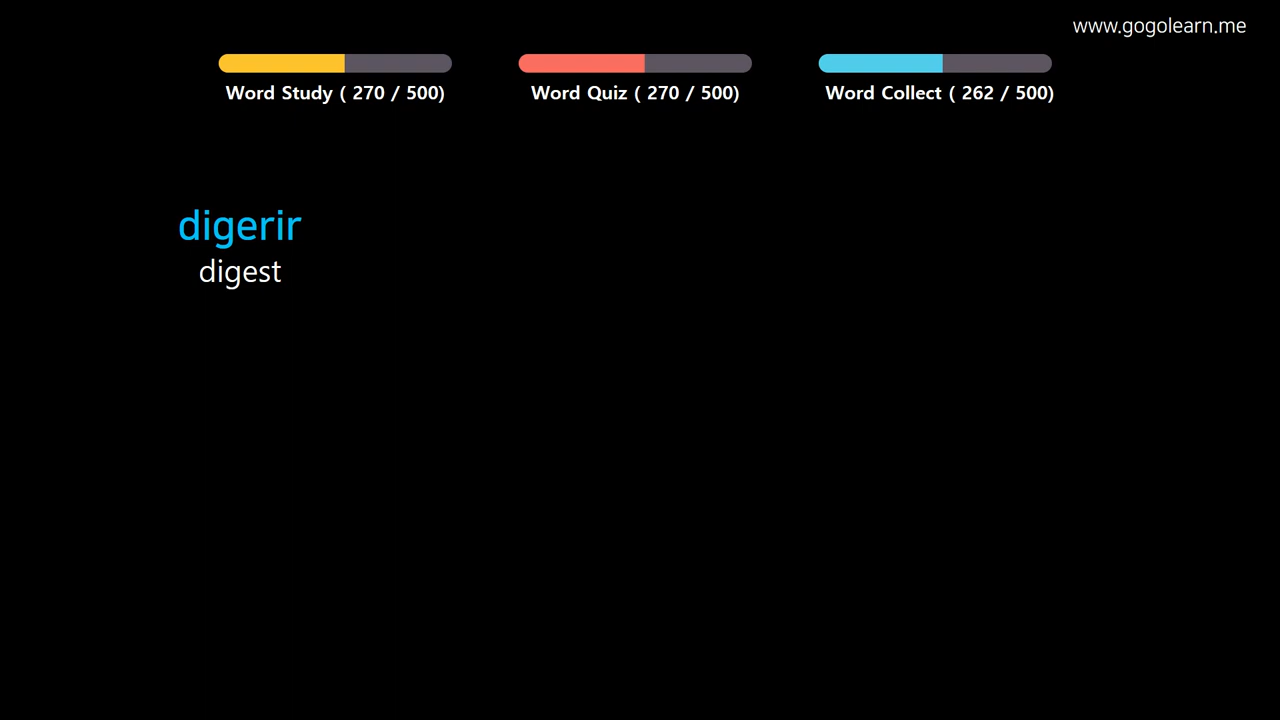 www.gogolearn.me
Word Study ( 270 / 500)
Word Quiz ( 270 / 500)
Word Collect ( 262 / 500)
digerir
digest